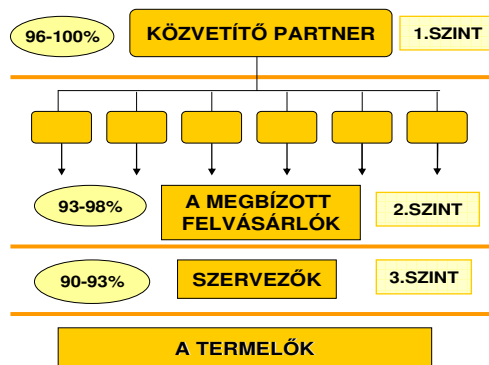 96-100%
KÖZVETÍTŐ PARTNER
1.SZINT
93-98%
A MEGBÍZOTT
FELVÁSÁRLÓK
2.SZINT
90-93%
SZERVEZŐK
3.SZINT
A TERMELŐK